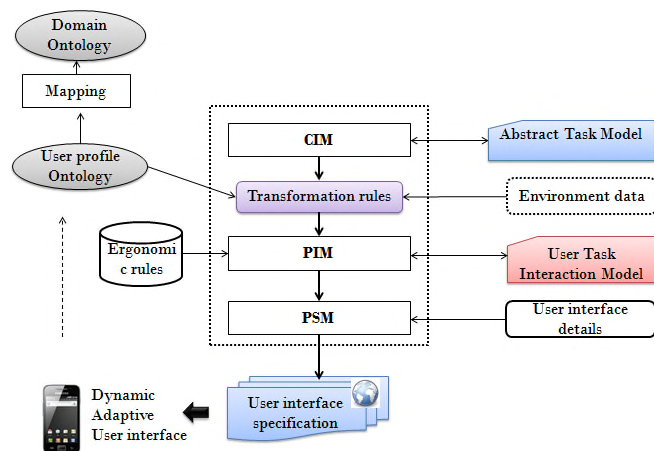 Domain
Ontology
Mapping
User profile
Ontology
CIM
Abstract Task Model
Transformation rules
Environment data
Ergonomi
c rules
PIM
User Task
Interaction Model
PSM
User interface
details
User interface
specification
Dynamic
Adaptive
User interface